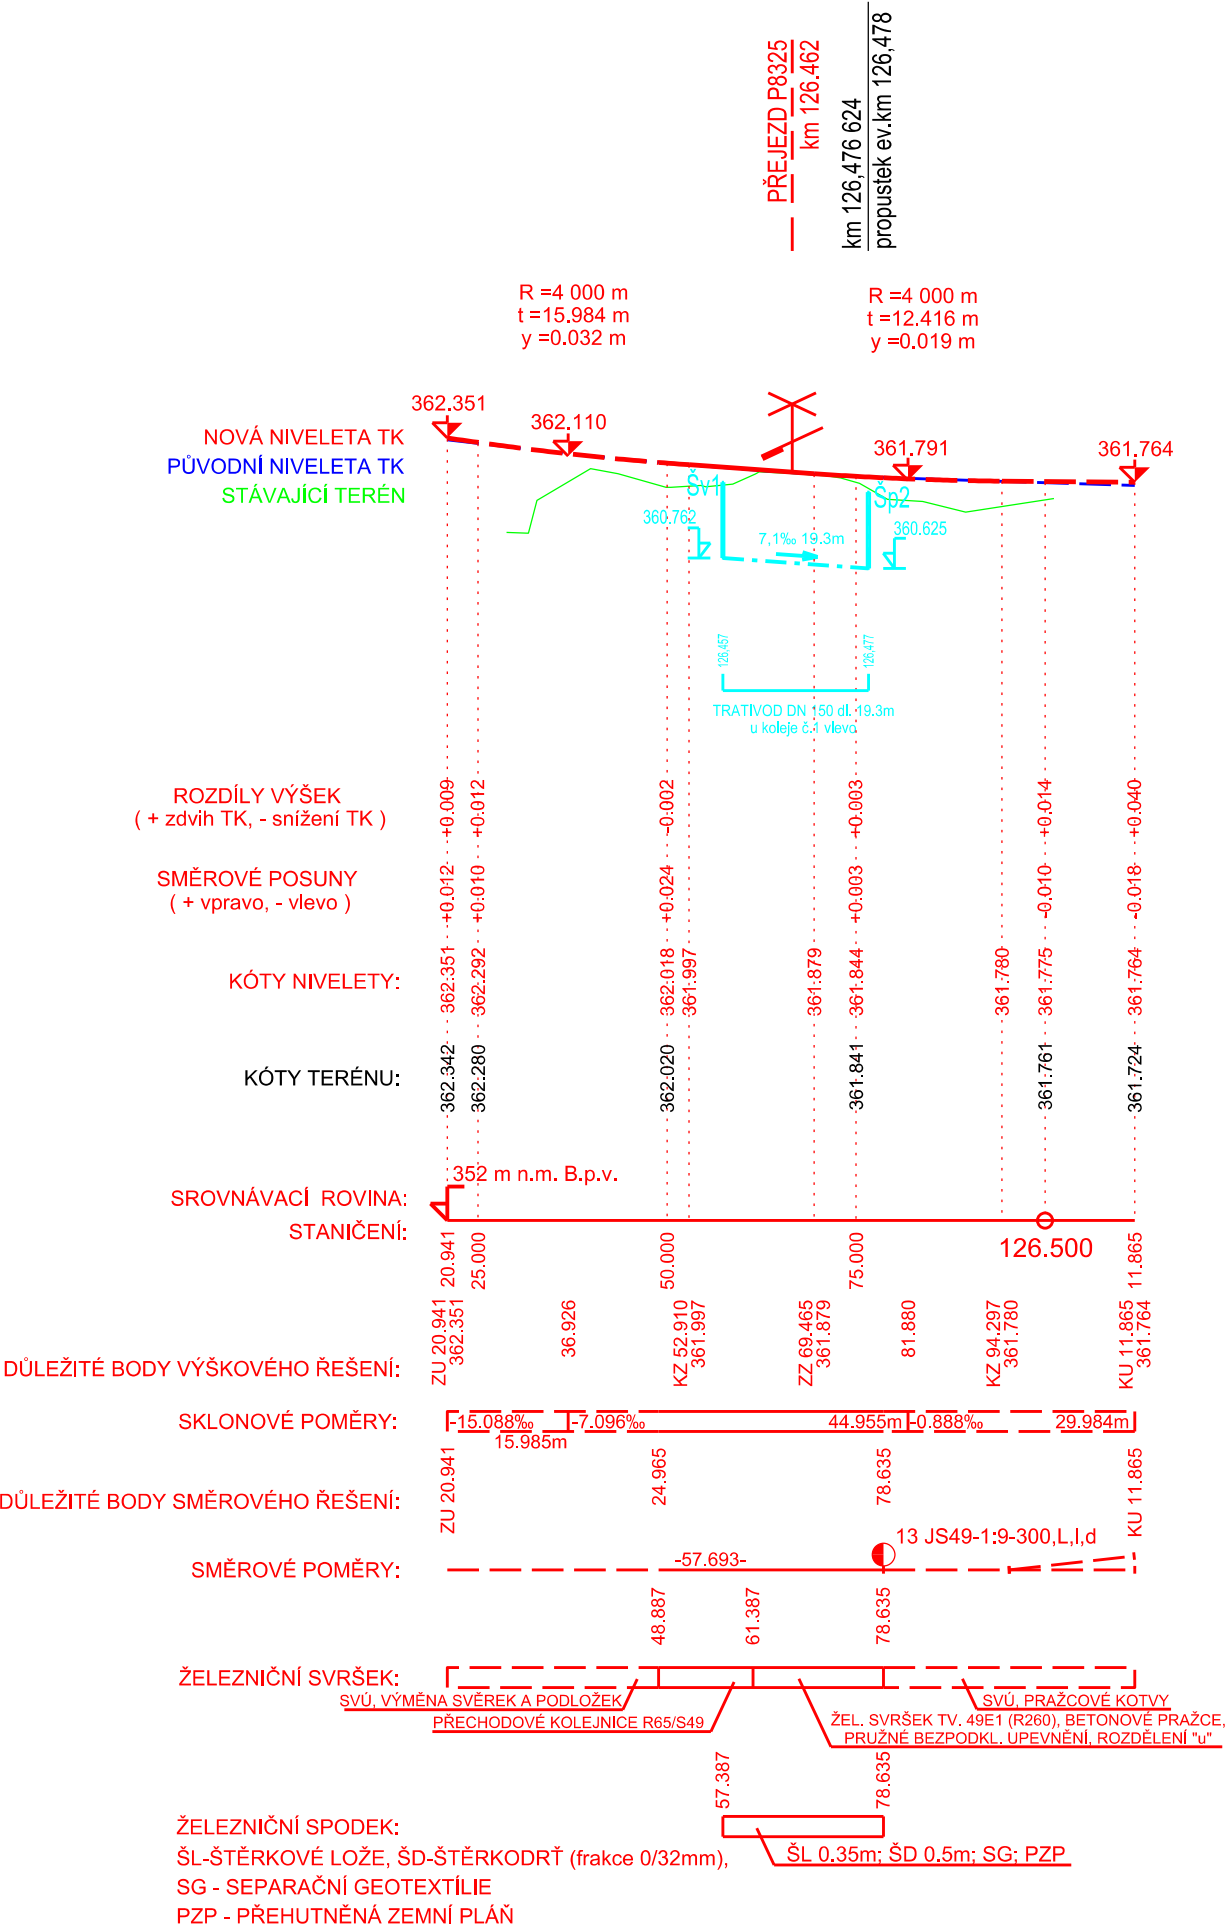 PŘEJEZD P8325
km 126.462
km 126,476 624
propustek ev.km 126,478
R =4 000 m
t =15.984 m
y =0.032 m
R =4 000 m
t =12.416 m
y =0.019 m
362.351
362.110
361.791
361.764
NOVÁ NIVELETA TK
PŮVODNÍ NIVELETA TK
STÁVAJÍCÍ TERÉN
Šv1
Šp2
360.762
7,1‰ 19.3m
360.625
126,457
126,477
TRATIVOD DN 150 dl. 19.3m
u koleje č.1 vlevo
ROZDÍLY VÝŠEK
( + zdvih TK, - snížení TK )
+0.009
+0.012
-0.002
+0.003
+0.014
+0.040
SMĚROVÉ POSUNY
( + vpravo, - vlevo )
+0.012
+0.010
+0.024
+0.003
-0.010
-0.018
KÓTY NIVELETY:
362.351
362.292
362.018
361.997
361.879
361.844
361.780
361.775
361.764
KÓTY TERÉNU:
362.342
362.280
362.020
361.841
361.761
361.724
352 m n.m. B.p.v.
SROVNÁVACÍ ROVINA:
STANIČENÍ:
20.941
25.000
50.000
75.000
126.500
11.865
DŮLEŽITÉ BODY VÝŠKOVÉHO ŘEŠENÍ:
ZU 20.941
362.351
36.926
KZ 52.910
361.997
ZZ 69.465
361.879
81.880
KZ 94.297
361.780
KU 11.865
361.764
SKLONOVÉ POMĚRY:
-15.088‰
15.985m
-7.096‰
44.955m
-0.888‰
29.984m
DŮLEŽITÉ BODY SMĚROVÉHO ŘEŠENÍ:
ZU 20.941
24.965
78.635
KU 11.865
13 JS49-1:9-300,L,l,d
SMĚROVÉ POMĚRY:
-57.693-
48.887
61.387
78.635
ŽELEZNIČNÍ SVRŠEK:
SVÚ, VÝMĚNA SVĚREK A PODLOŽEK
PŘECHODOVÉ KOLEJNICE R65/S49
SVÚ, PRAŽCOVÉ KOTVY
ŽEL. SVRŠEK TV. 49E1 (R260), BETONOVÉ PRAŽCE,
PRUŽNÉ BEZPODKL. UPEVNĚNÍ, ROZDĚLENÍ "u"
57.387
78.635
ŽELEZNIČNÍ SPODEK:
ŠL 0.35m; ŠD 0.5m; SG; PZP
ŠL-ŠTĚRKOVÉ LOŽE, ŠD-ŠTĚRKODRŤ (frakce 0/32mm),
SG - SEPARAČNÍ GEOTEXTÍLIE
PZP - PŘEHUTNĚNÁ ZEMNÍ PLÁŇ